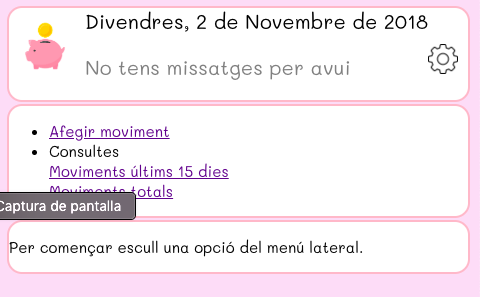 Divendres, 2 de Novembre de 2018
No tens missatges per avui
Afegir moviment
Consultes
Moviments últims 15 dies
Moviments totals
Captura de pantalla
Per començar escull una opció del menú lateral.